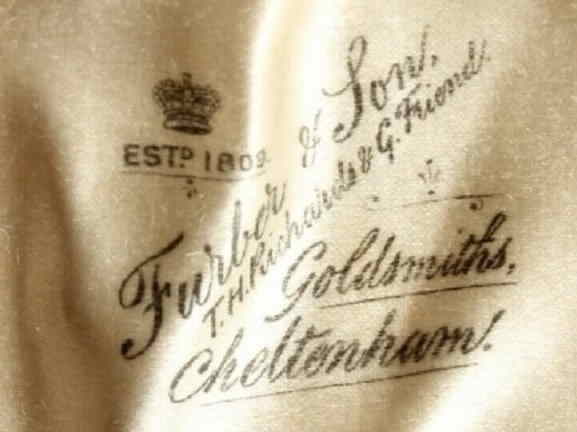 ESTD 1809.
Furber & Son.
T.H. Richards & G. Friend.
Goldsmiths.
Cheltenham.